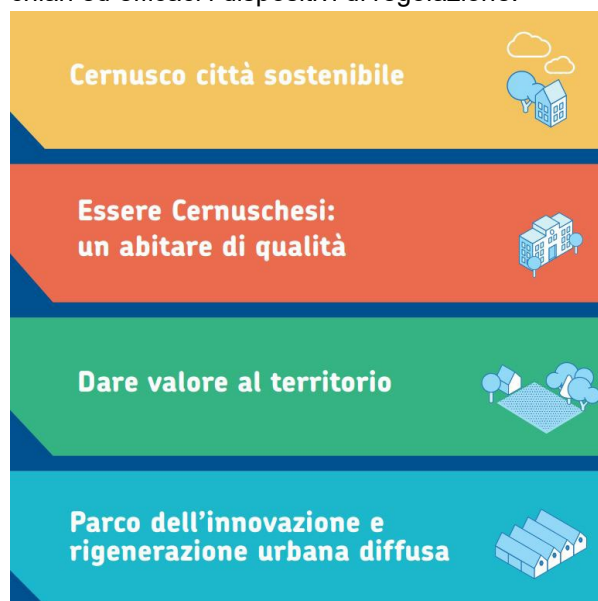 Cernusco città sostenibile
Essere Cernuschesi:
un abitare di qualità
Dare valore al territorio
Parco dell’innovazione e
rigenerazione urbana diffusa